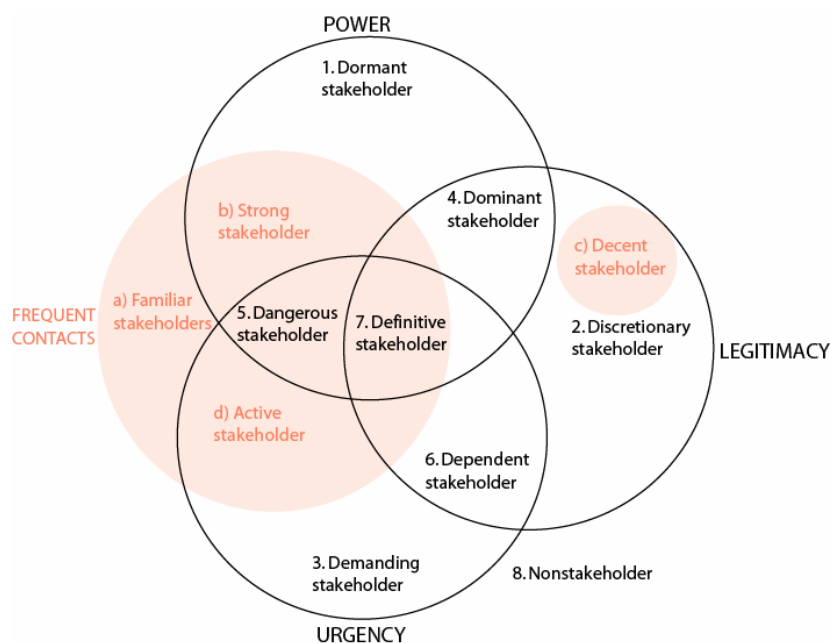 POWER
1. Dormant
stakeholder
b) Strong
stakeholder
4. Dominant
stakeholder
c) Decent
stakeholder
a) Familiar
stakeholders
FREQUENT
CONTACTS
5. Dangerous
stakeholder
7. Definitive
stakeholder
2. Discretionary
stakeholder
LEGITIMACY
d) Active
stakeholder
6. Dependent
stakeholder
3. Demanding
stakeholder
8. Nonstakeholder
URGENCY